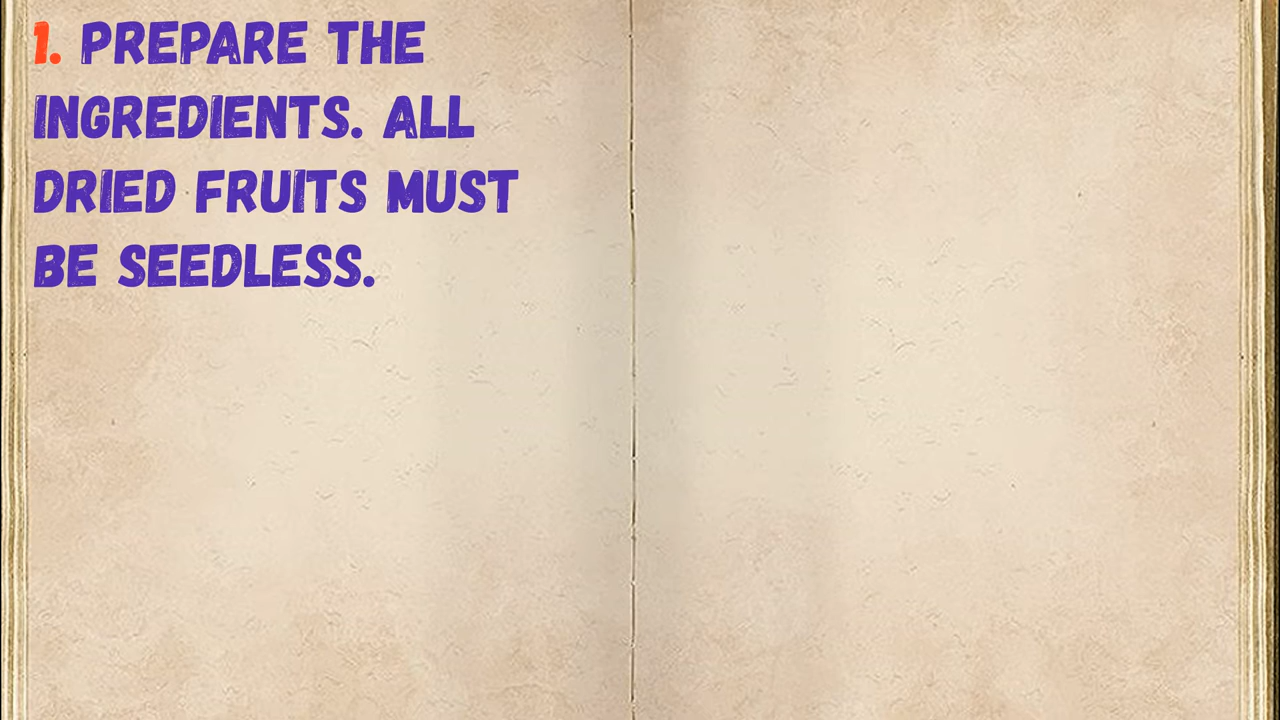 1. PREPARE THE
INGREDIENTS. ALL
DRIED FRUITS MUST
BE SEEDLESS.